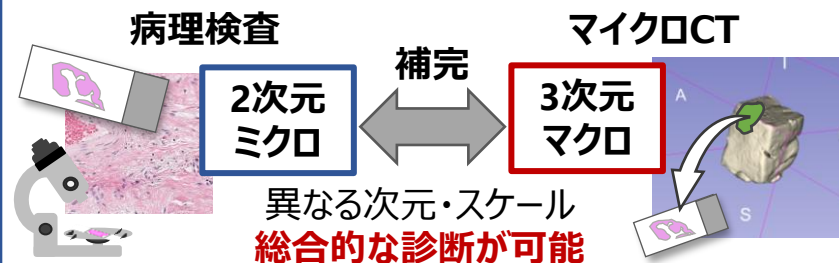 病理検査
マイクロCT
補完
2次元
ミクロ
3次元
マクロ
A
S
異なる次元・スケール
総合的な診断が可能